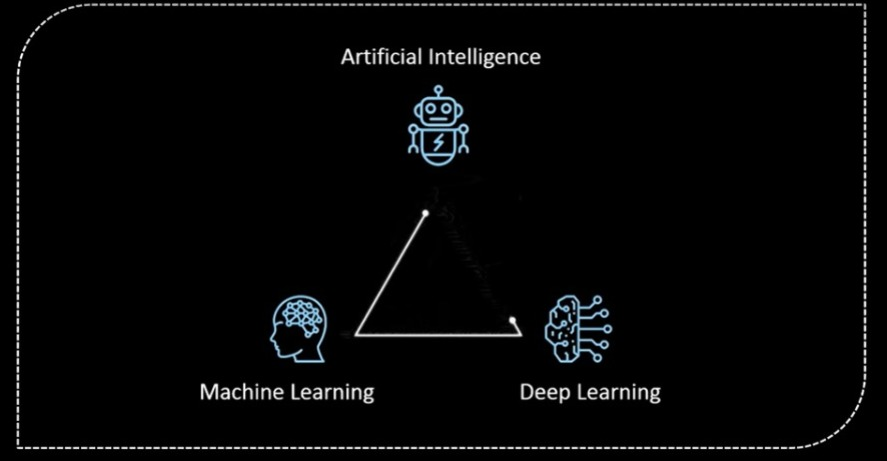 Artificial Intelligence
Machine Learning
Deep Learning